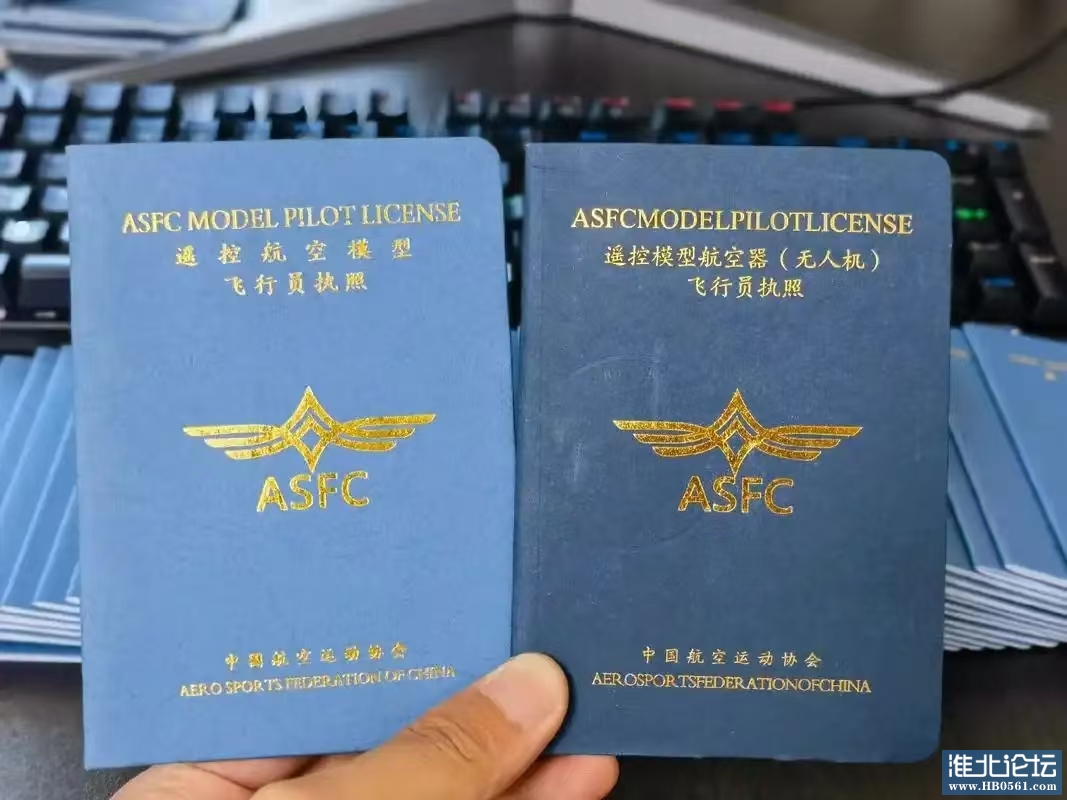 ASFC MODEL PILOT LICENSE
遥控航空模型
飞行员执照
ASFC
中国航空运动协会
AERO SPORTS FEDERATION OF CHINA
ASFCMODELPILOTLICENSE
遥控模型航空器（无人机）
飞行员执照
ASFC
中国航空运动协会
AEROSPORTSFEDERATIONOFCHINA
淮北论坛
www.HB0561.com